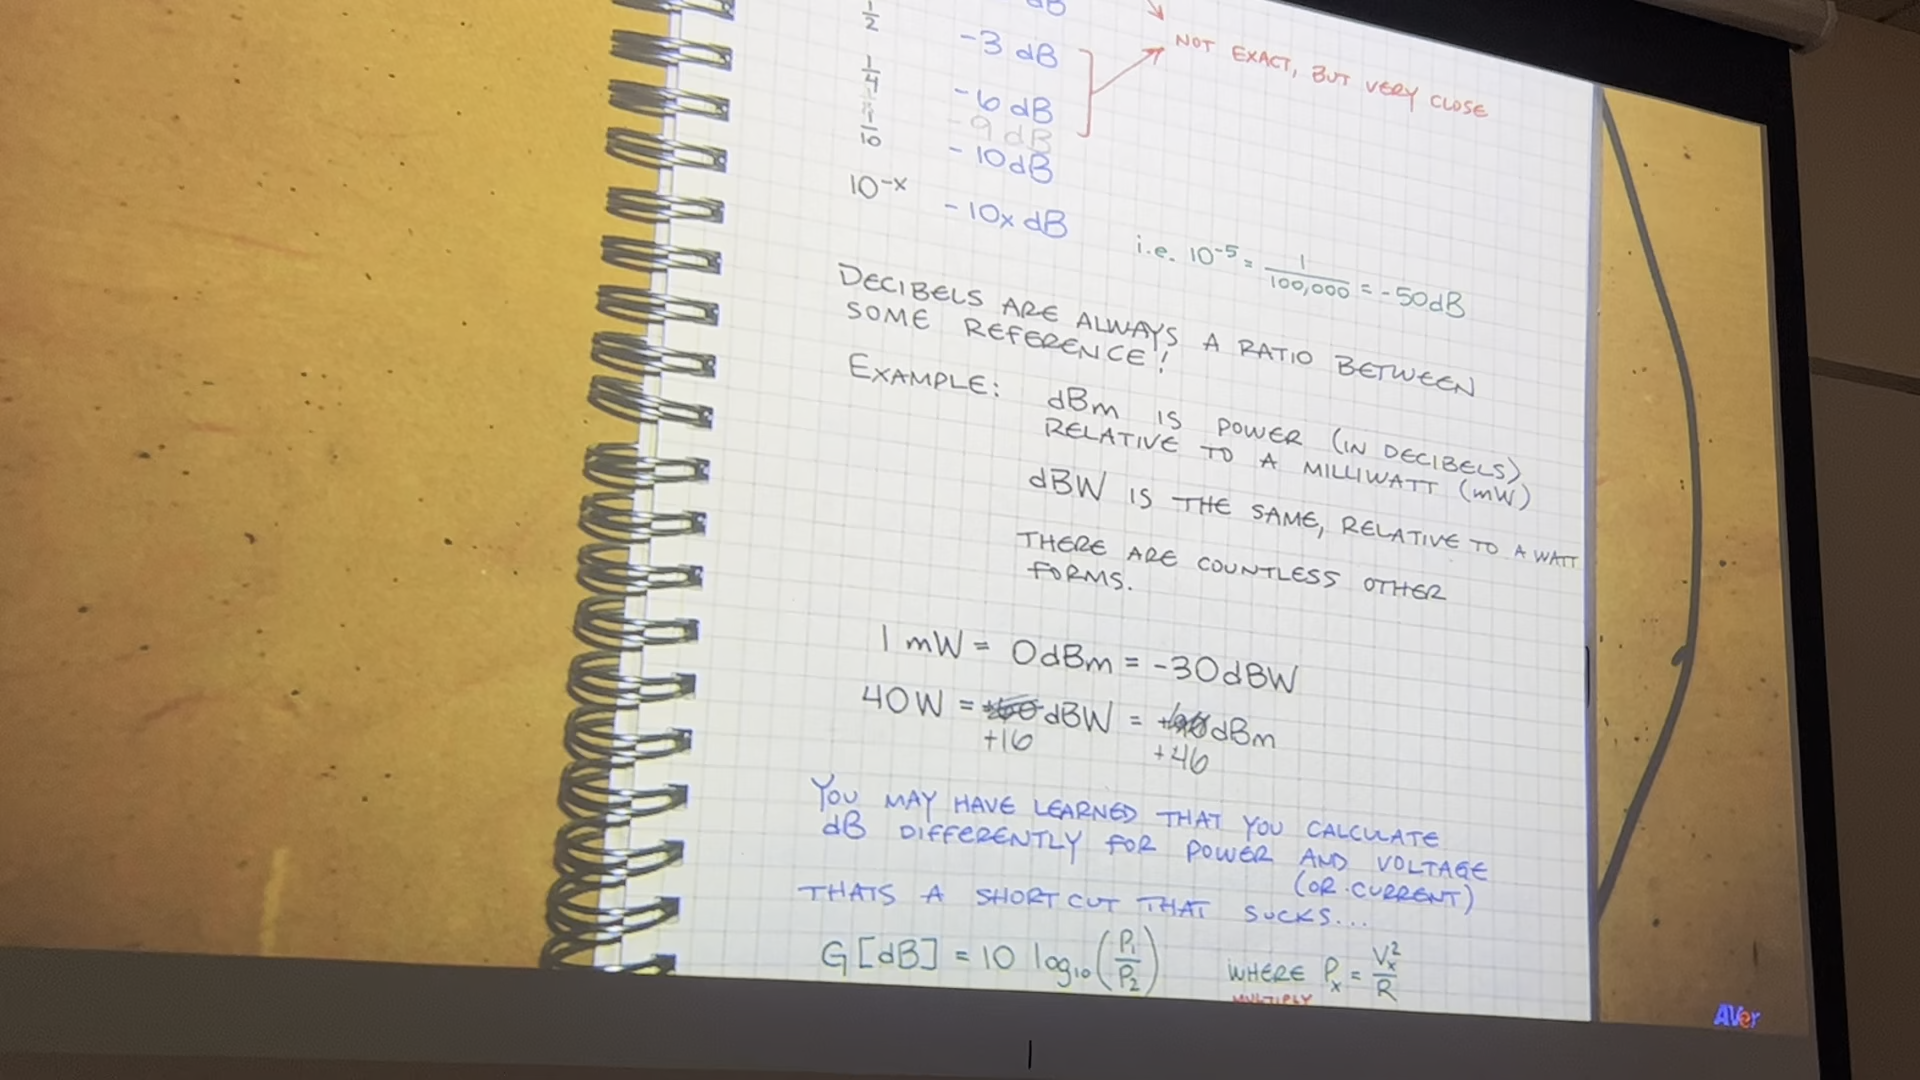 dB
1/2 -3 dB
NOT EXACT, BUT VERY CLOSE
1/4 -6 dB
-9 dB
1/10 -10dB
10^-x -10x dB
i.e. 10^-5 = 1/100,000 = -50dB
DECIBELS ARE ALWAYS A RATIO BETWEEN
SOME REFERENCE!
EXAMPLE: dBm IS POWER (IN DECIBELS)
RELATIVE TO A MILLIWATT (mW)
dBW IS THE SAME, RELATIVE TO A WATT
THERE ARE COUNTLESS OTHER
FORMS.
1 mW = 0dBm = -30dBW
40W = dBW = dBm
+16 +46
YOU MAY HAVE LEARNED THAT YOU CALCULATE
dB DIFFERENTLY FOR POWER AND VOLTAGE
(OR CURRENT)
THATS A SHORTCUT THAT SUCKS...
G[dB] = 10 log₁₀(P₁/P₂) WHERE Pₓ = Vₓ²/R
MULTIPLY
AVer